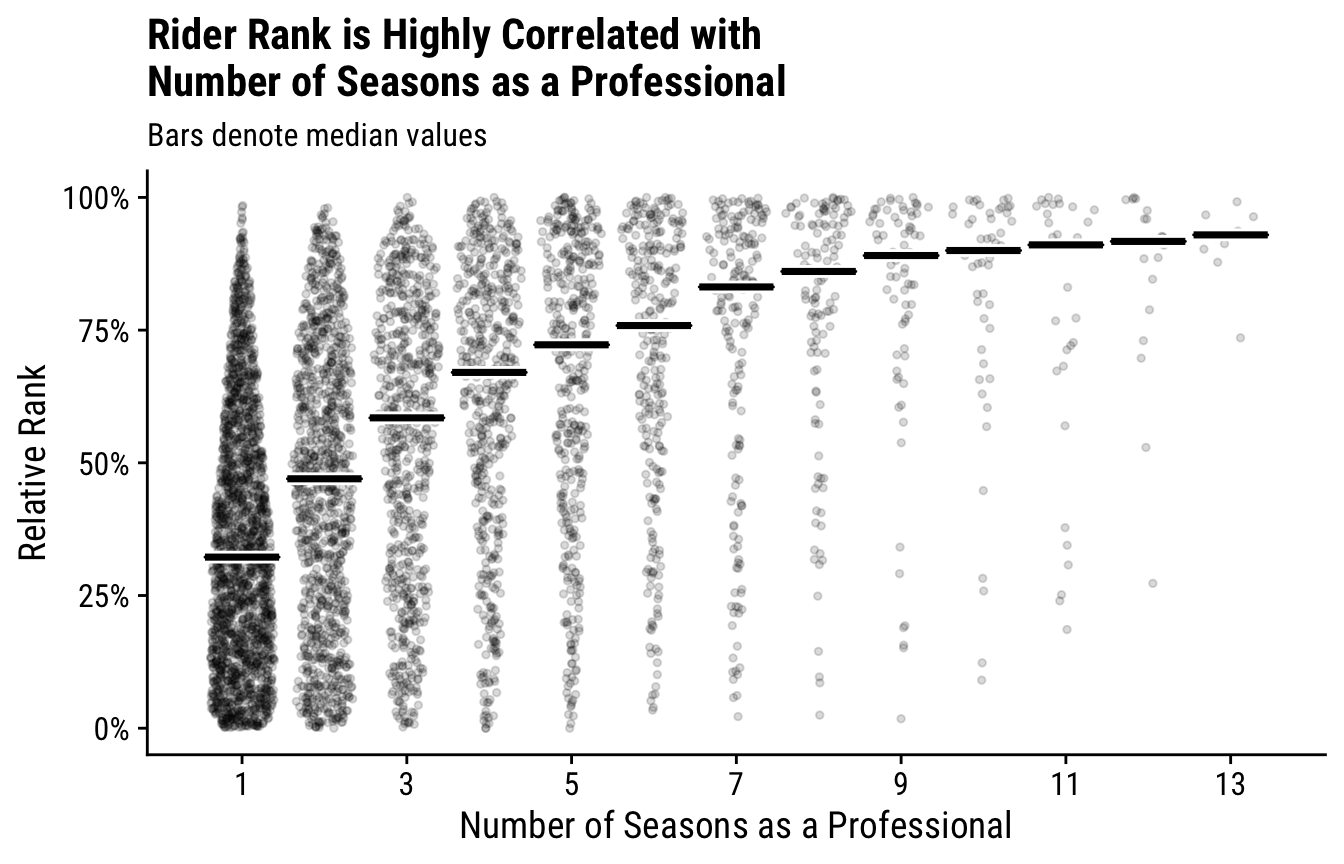 Rider Rank is Highly Correlated with
Number of Seasons as a Professional
Bars denote median values
100%
75%
50%
25%
0%
Relative Rank
1 3 5 7 9 11 13
Number of Seasons as a Professional